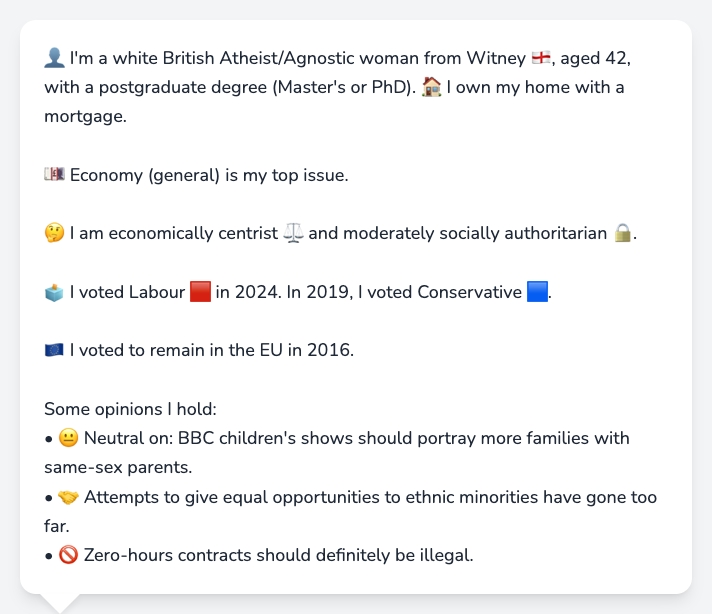 👤 I'm a white British Atheist/Agnostic woman from Witney 🏴󠁧󠁢󠁥󠁮󠁧󠁿, aged 42,
with a postgraduate degree (Master's or PhD). 🏠 I own my home with a
mortgage.
💷 Economy (general) is my top issue.
🤔 I am economically centrist ⚖️ and moderately socially authoritarian 🔒.
🗳️ I voted Labour 🟥 in 2024. In 2019, I voted Conservative 🟦.
🇪🇺 I voted to remain in the EU in 2016.
Some opinions I hold:
• 😐 Neutral on: BBC children's shows should portray more families with
same-sex parents.
• 🤝 Attempts to give equal opportunities to ethnic minorities have gone too
far.
• 🚫 Zero-hours contracts should definitely be illegal.